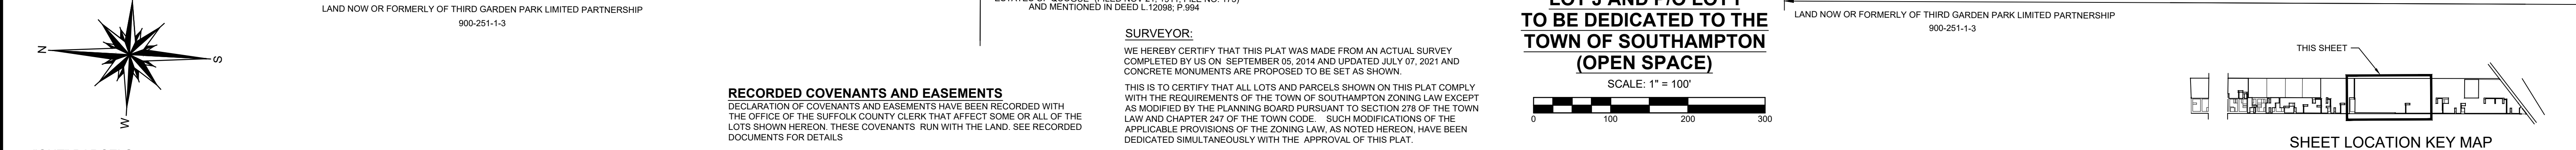 N
S
W
LAND NOW OR FORMERLY OF THIRD GARDEN PARK LIMITED PARTNERSHIP
900-251-1-3
RECORDED COVENANTS AND EASEMENTS
DECLARATION OF COVENANTS AND EASEMENTS HAVE BEEN RECORDED WITH
THE OFFICE OF THE SUFFOLK COUNTY CLERK THAT AFFECT SOME OR ALL OF THE
LOTS SHOWN HEREON. THESE COVENANTS RUN WITH THE LAND. SEE RECORDED
DOCUMENTS FOR DETAILS
AND MENTIONED IN DEED L.12098; P.994
SURVEYOR:
WE HEREBY CERTIFY THAT THIS PLAT WAS MADE FROM AN ACTUAL SURVEY
COMPLETED BY US ON SEPTEMBER 05, 2014 AND UPDATED JULY 07, 2021 AND
CONCRETE MONUMENTS ARE PROPOSED TO BE SET AS SHOWN.
THIS IS TO CERTIFY THAT ALL LOTS AND PARCELS SHOWN ON THIS PLAT COMPLY
WITH THE REQUIREMENTS OF THE TOWN OF SOUTHAMPTON ZONING LAW EXCEPT
AS MODIFIED BY THE PLANNING BOARD PURSUANT TO SECTION 278 OF THE TOWN
LAW AND CHAPTER 247 OF THE TOWN CODE. SUCH MODIFICATIONS OF THE
APPLICABLE PROVISIONS OF THE ZONING LAW, AS NOTED HEREON, HAVE BEEN
DEDICATED SIMULTANEOUSLY WITH THE APPROVAL OF THIS PLAT.
TO BE DEDICATED TO THE
TOWN OF SOUTHAMPTON
(OPEN SPACE)
SCALE: 1" = 100'
0 100 200 300
LAND NOW OR FORMERLY OF THIRD GARDEN PARK LIMITED PARTNERSHIP
900-251-1-3
THIS SHEET
SHEET LOCATION KEY MAP